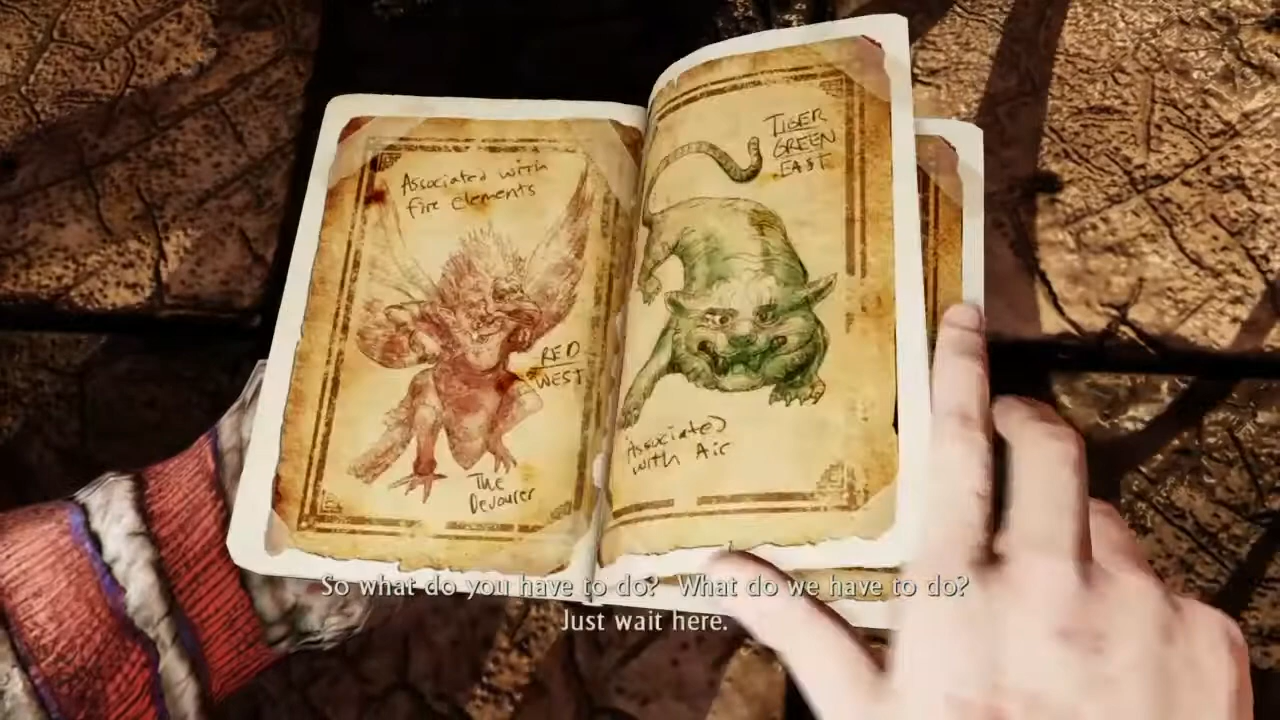 Associated with
fire elements
RED
WEST
The
Devourer
TIGER
GREEN
EAST
Associated
with Air
So what do you have to do? What do we have to do?
Just wait here.